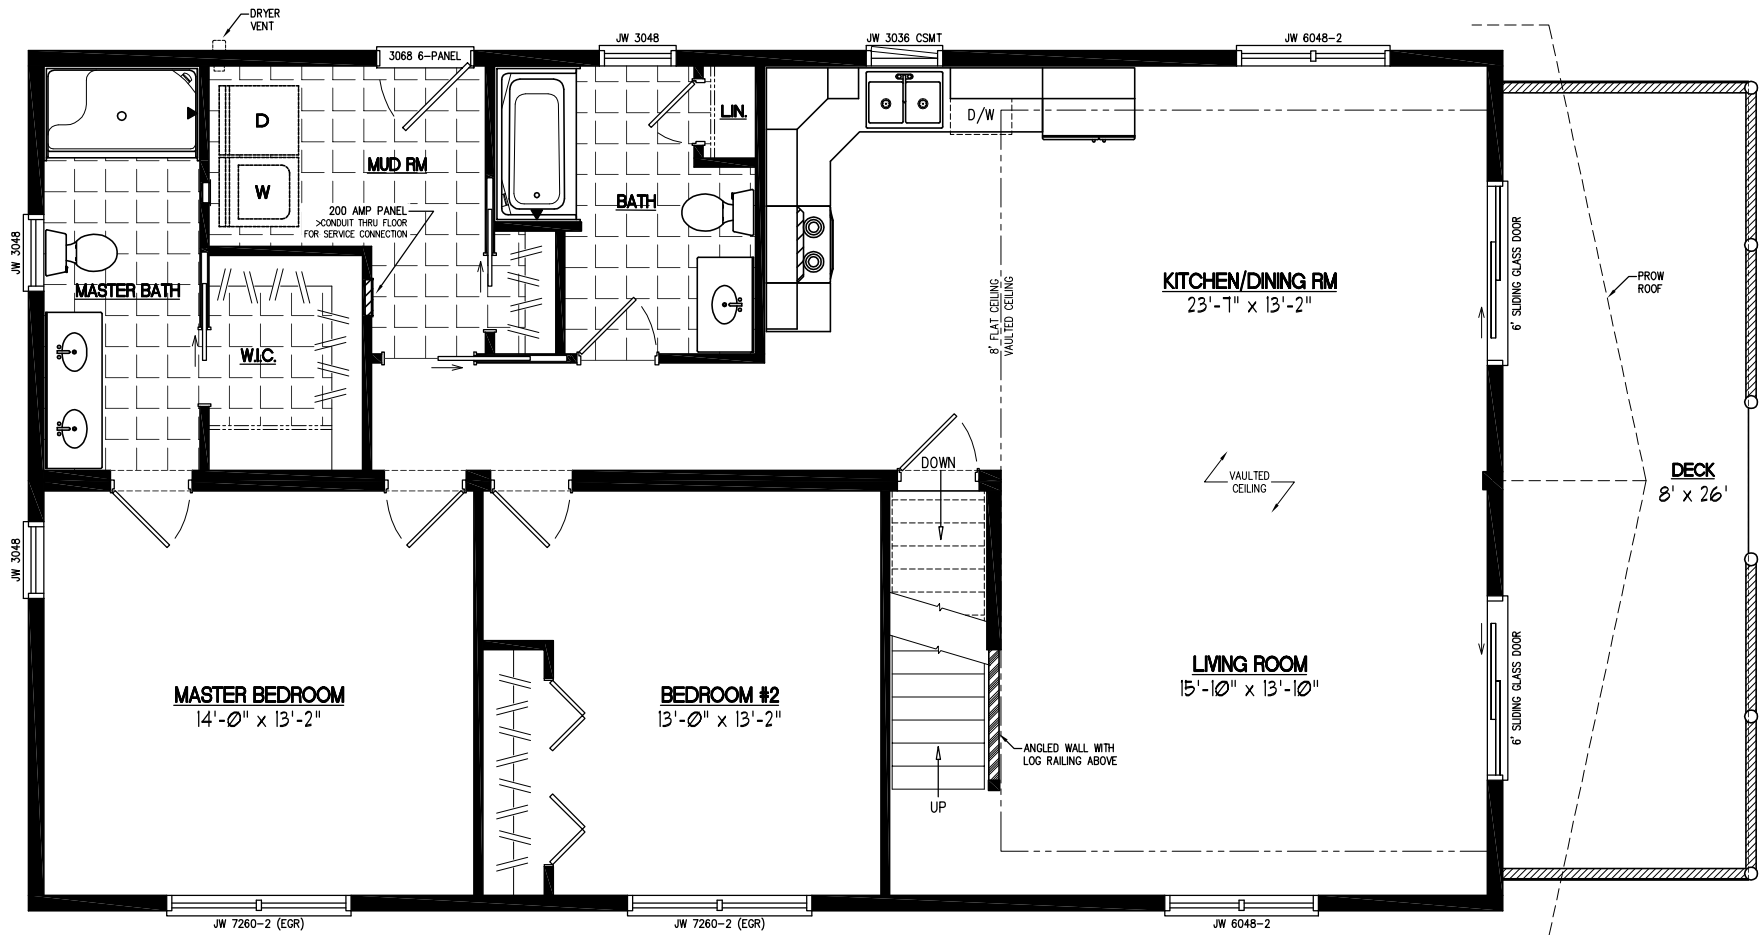 DRYER
VENT
3068 6-PANEL
JW 3048
JW 3036 CSMT
JW 6048-2
D
W
MUD RM
200 AMP PANEL
>CONDUIT THRU FLOOR
FOR SERVICE CONNECTION
LIN.
BATH
D/W
JW 3048
MASTER BATH
W.I.C.
8' FLAT CEILING
VAULTED CEILING
KITCHEN/DINING RM
23'-7" x 13'-2"
6' SLIDING GLASS DOOR
PROW
ROOF
DOWN
VAULTED
CEILING
DECK
8' x 26'
JW 3048
MASTER BEDROOM
14'-0" x 13'-2"
BEDROOM #2
13'-0" x 13'-2"
LIVING ROOM
15'-10" x 13'-10"
6' SLIDING GLASS DOOR
ANGLED WALL WITH
LOG RAILING ABOVE
UP
JW 7260-2 (EGR)
JW 7260-2 (EGR)
JW 6048-2